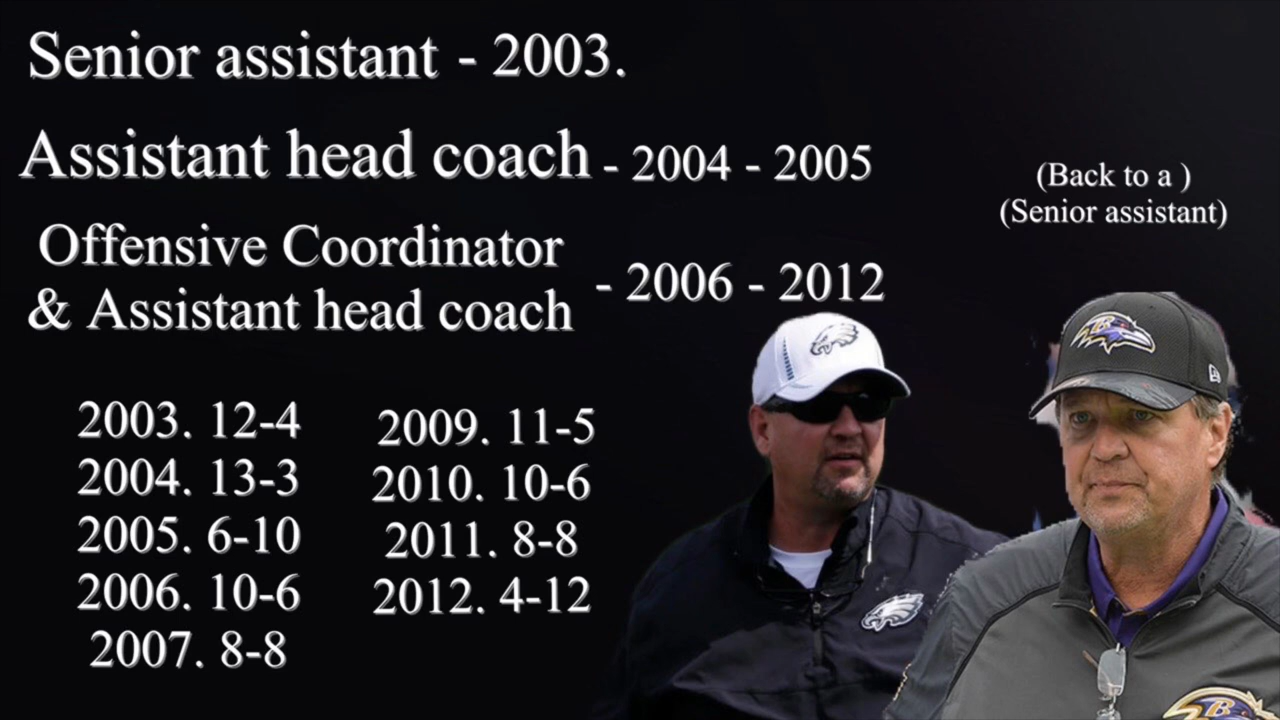 Senior assistant - 2003.
Assistant head coach - 2004 - 2005
(Back to a )
(Senior assistant)
Offensive Coordinator
& Assistant head coach - 2006 - 2012
2003. 12-4
2004. 13-3
2005. 6-10
2006. 10-6
2007. 8-8
2009. 11-5
2010. 10-6
2011. 8-8
2012. 4-12